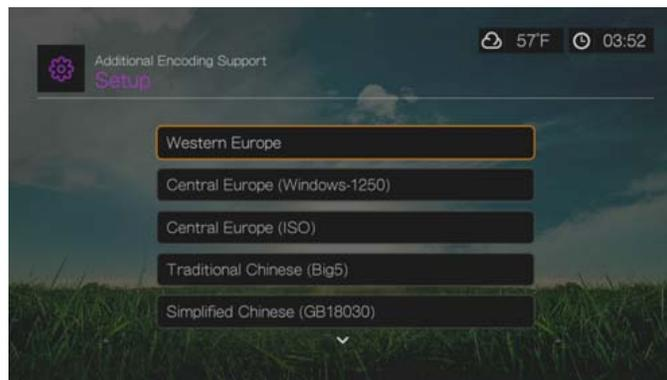 57°F 03:52
Additional Encoding Support
Setup
Western Europe
Central Europe (Windows-1250)
Central Europe (ISO)
Traditional Chinese (Big5)
Simplified Chinese (GB18030)